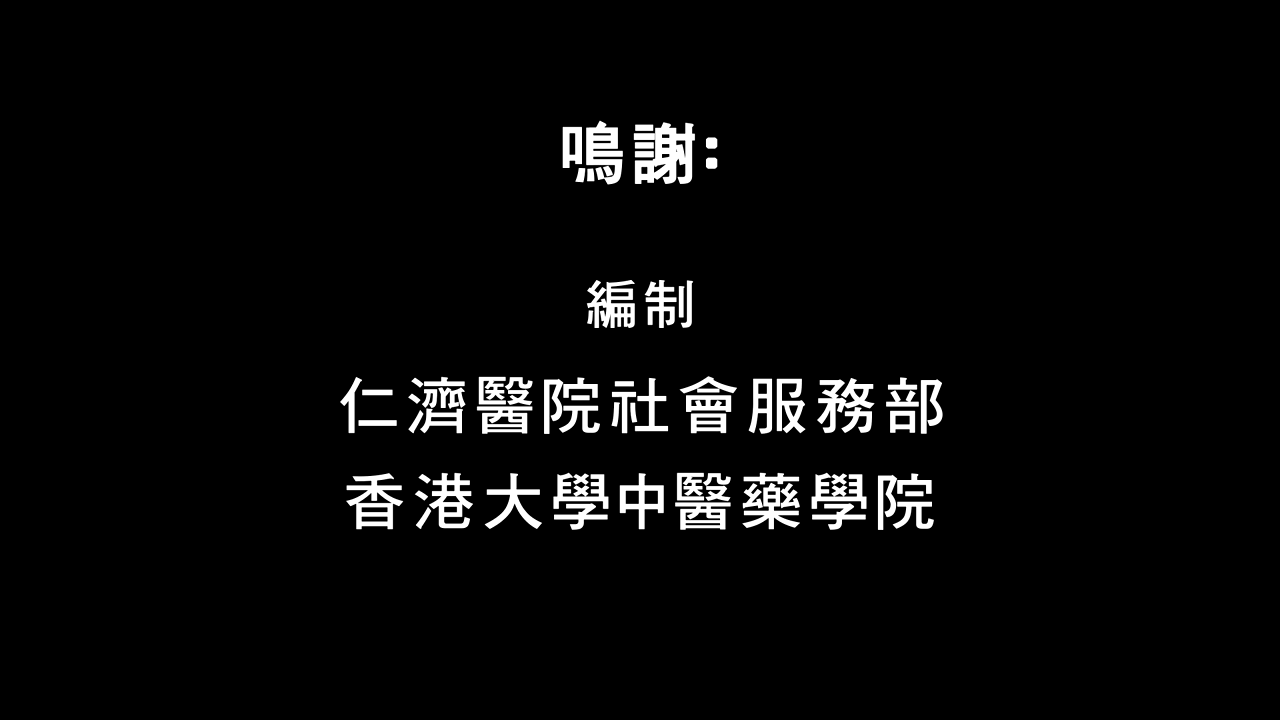 鳴謝:
編制
仁濟醫院社會服務部
香港大學中醫藥學院